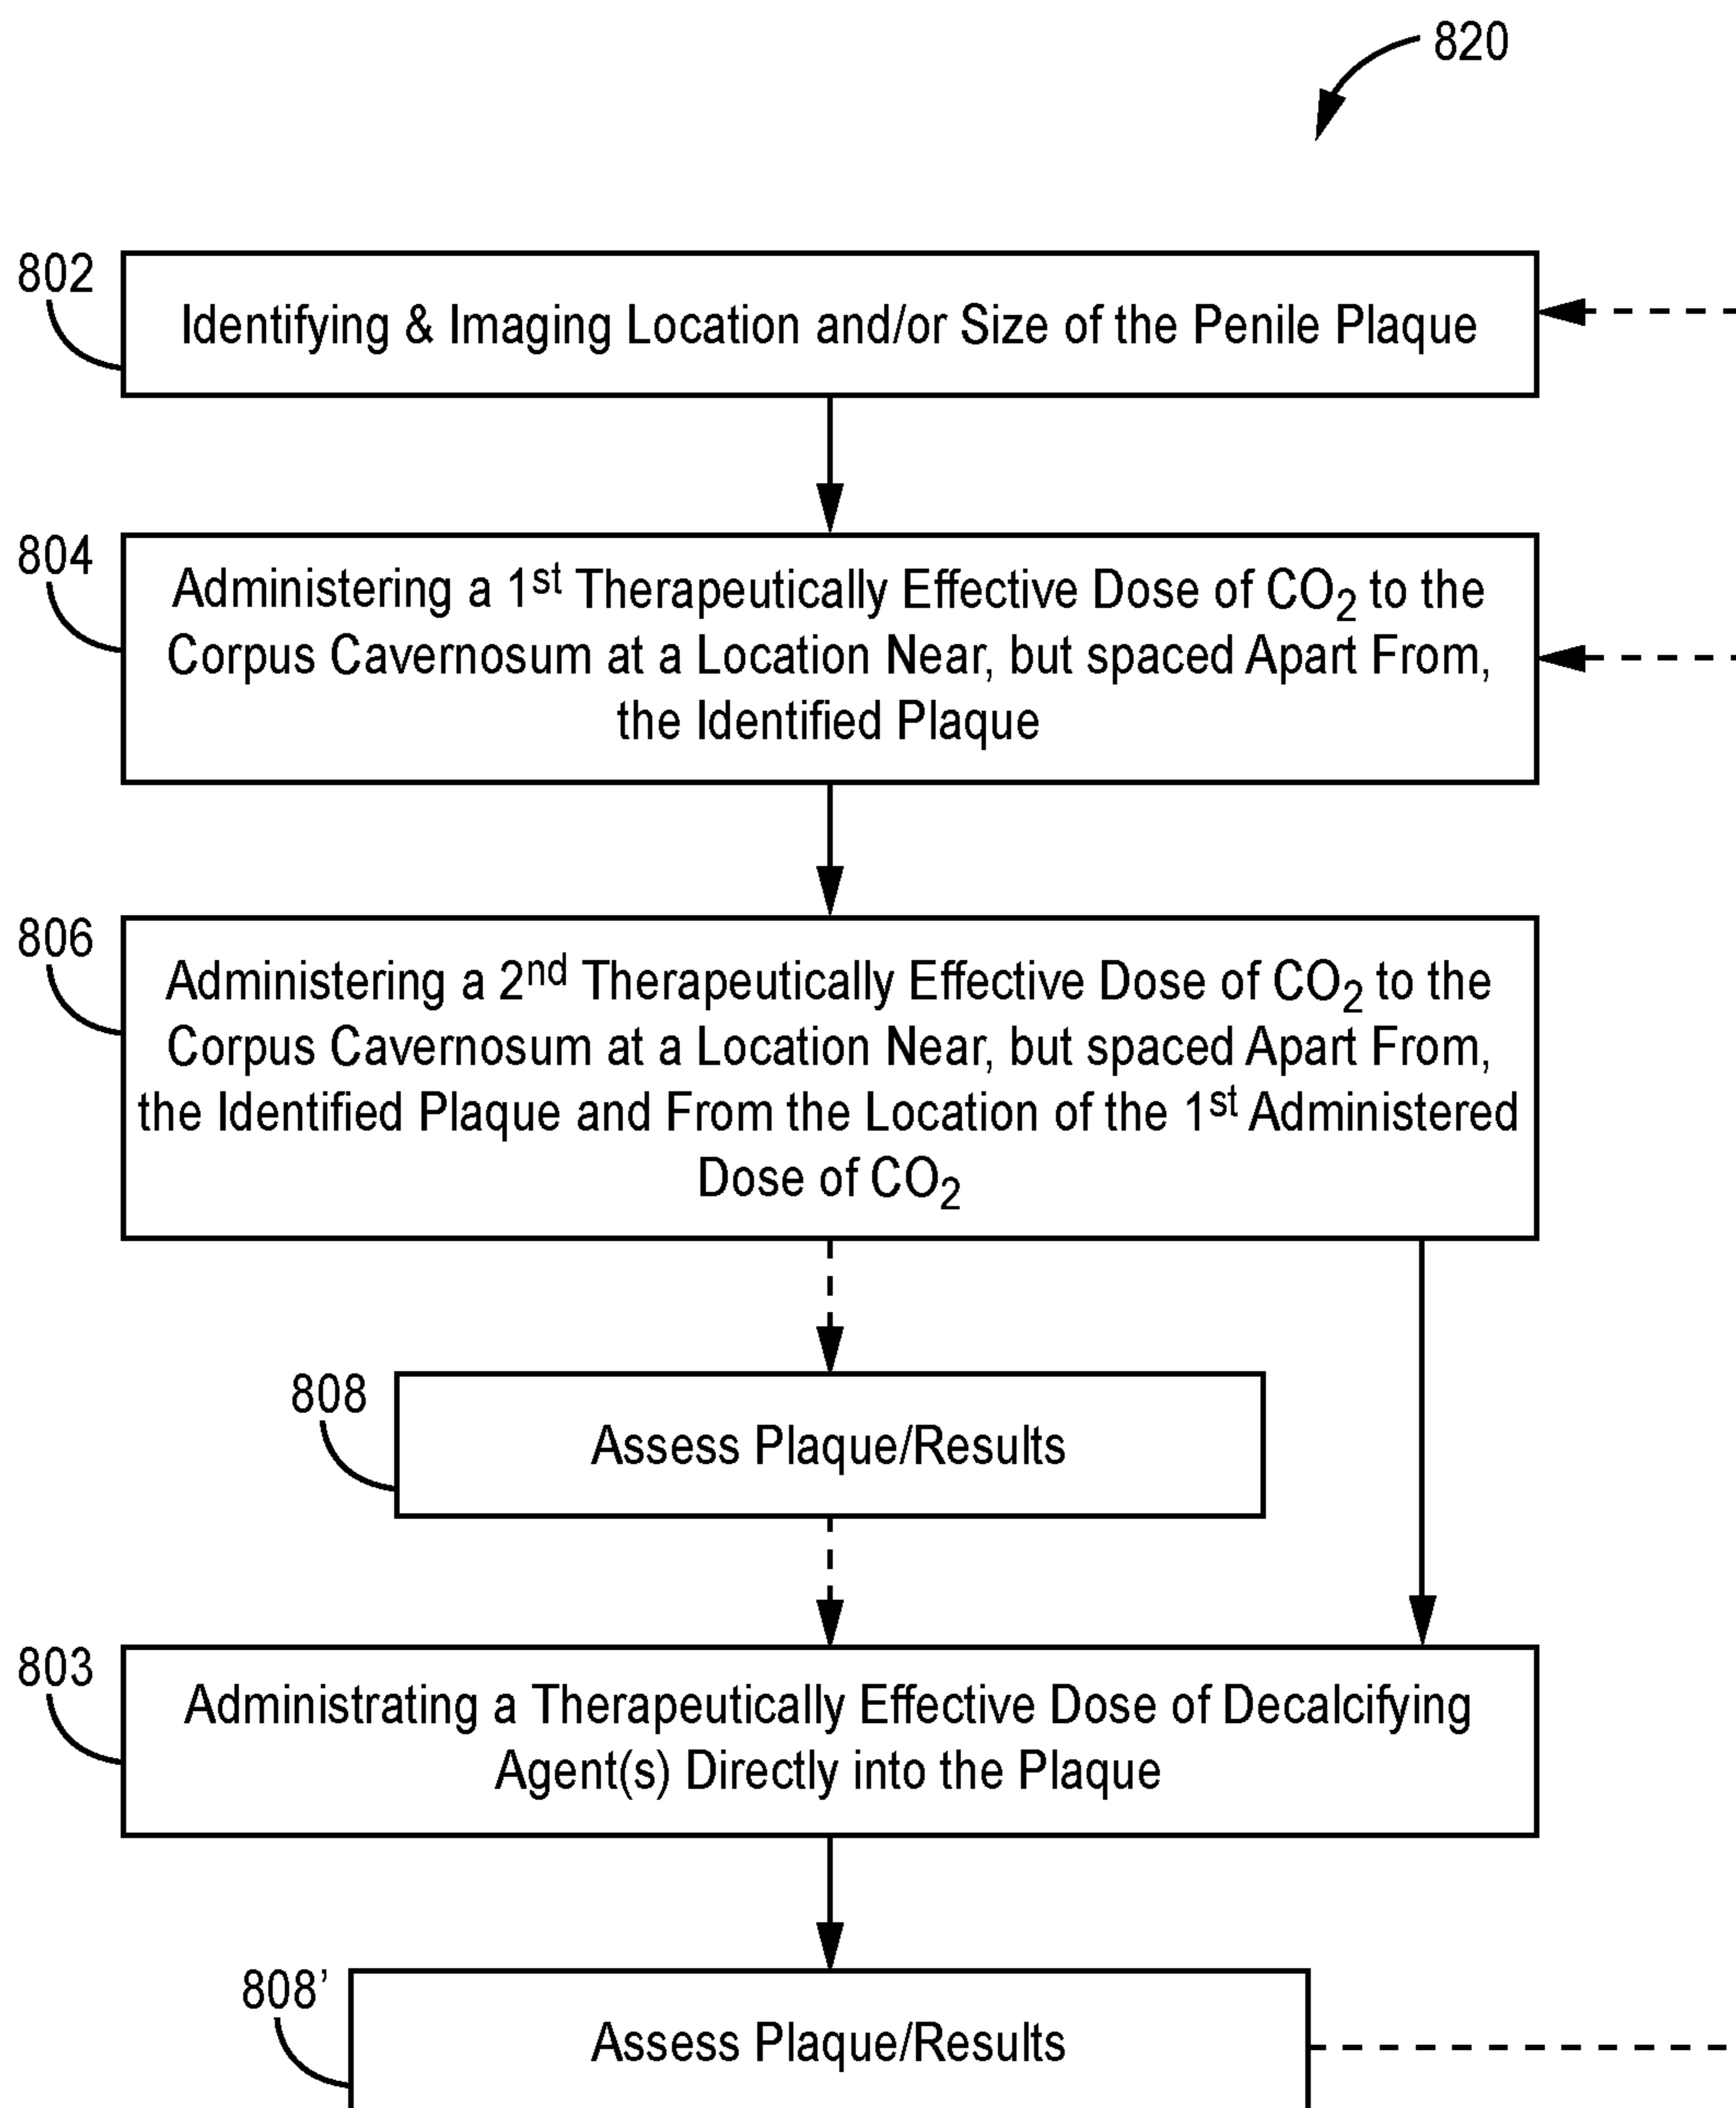 820
802
Identifying & Imaging Location and/or Size of the Penile Plaque
804
Administering a 1st Therapeutically Effective Dose of CO2 to the
Corpus Cavernosum at a Location Near, but spaced Apart From,
the Identified Plaque
806
Administering a 2nd Therapeutically Effective Dose of CO2 to the
Corpus Cavernosum at a Location Near, but spaced Apart From,
the Identified Plaque and From the Location of the 1st Administered
Dose of CO2
808
Assess Plaque/Results
803
Administrating a Therapeutically Effective Dose of Decalcifying
Agent(s) Directly into the Plaque
808’
Assess Plaque/Results